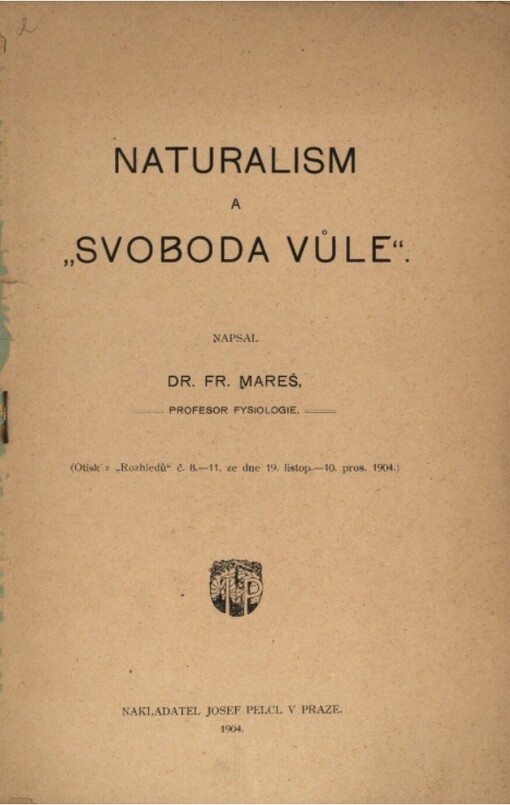 NATURALISM
A
„SVOBODA VŮLE“.
NAPSAL
DR. FR. MAREŠ,
PROFESOR FYSIOLOGIE.
(Otisk z „Rozhledů“ č. 8.—11. ze dne 19. listop.—10. pros. 1904.)
JP
NAKLADATEL JOSEF PELCL V PRAZE.
1904.